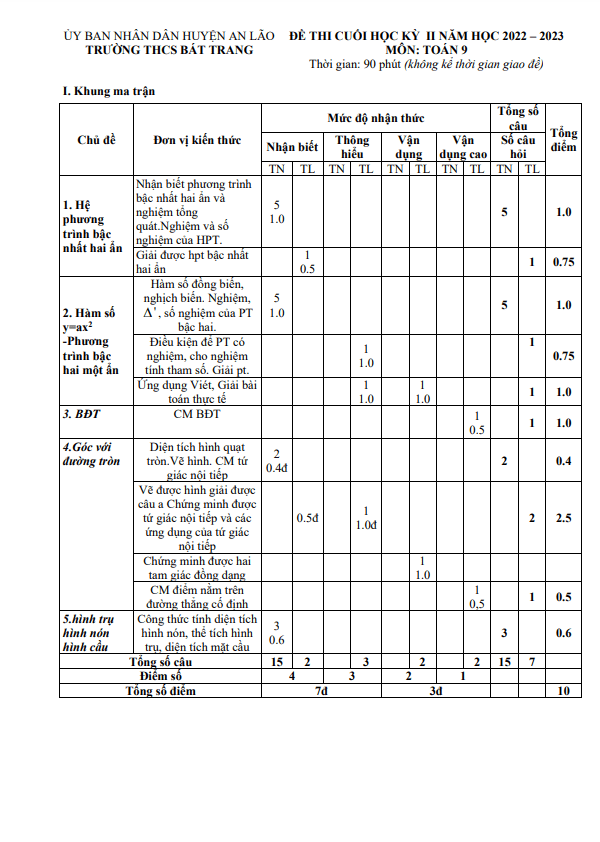 ỦY BAN NHÂN DÂN HUYỆN AN LÃO
TRƯỜNG THCS BÁT TRANG
ĐỀ THI CUỐI HỌC KỲ II NĂM HỌC 2022 – 2023
MÔN: TOÁN 9
Thời gian: 90 phút (không kể thời gian giao đề)
I. Khung ma trận
Chủ đề
Đơn vị kiến thức
Mức độ nhận thức
Tổng số
câu
Tổng
điểm
Nhận biết
Thông
hiểu
Vận
dụng
Vận
dụng cao
Số câu
hỏi
TN TL TN TL TN TL TN TL TN TL
1. Hệ
phương
trình bậc
nhất hai ẩn
Nhận biết phương trình
bậc nhất hai ẩn và
nghiệm tổng
quát.Nghiệm và số
nghiệm của HPT.
5
1.0
5
1.0
Giải được hpt bậc nhất
hai ẩn
1
0.5
1
0.75
2. Hàm số
y=ax²
-Phương
trình bậc
hai một ẩn
Hàm số đồng biến,
nghịch biến. Nghiệm,
Δ', số nghiệm của PT
bậc hai.
5
1.0
5
1.0
Điều kiện để PT có
nghiệm, cho nghiệm
tính tham số. Giải pt.
1
1.0
1
0.75
Ứng dụng Viét, Giải bài
toán thực tế
1
1.0
1
1.0
1
1.0
3. BĐT
CM BĐT
1
0.5
1
1.0
4.Góc với
đường tròn
Diện tích hình quạt
tròn.Vẽ hình. CM tứ
giác nội tiếp
2
0.4đ
2
0.4
Vẽ được hình giải được
câu a Chứng minh được
tứ giác nội tiếp và các
ứng dụng của tứ giác
nội tiếp
0.5đ
1
1.0đ
2
2.5
Chứng minh được hai
tam giác đồng dạng
1
1.0
CM điểm nằm trên
đường thẳng cố định
1
0,5
1
0.5
5.hình trụ
hình nón
hình cầu
Công thức tính diện tích
hình nón, thể tích hình
trụ, diện tích mặt cầu
3
0.6
3
0.6
Tổng số câu 15 2 3 2 2 15 7
Điểm số 4 3 2 1
Tổng số điểm 7đ 3đ 10